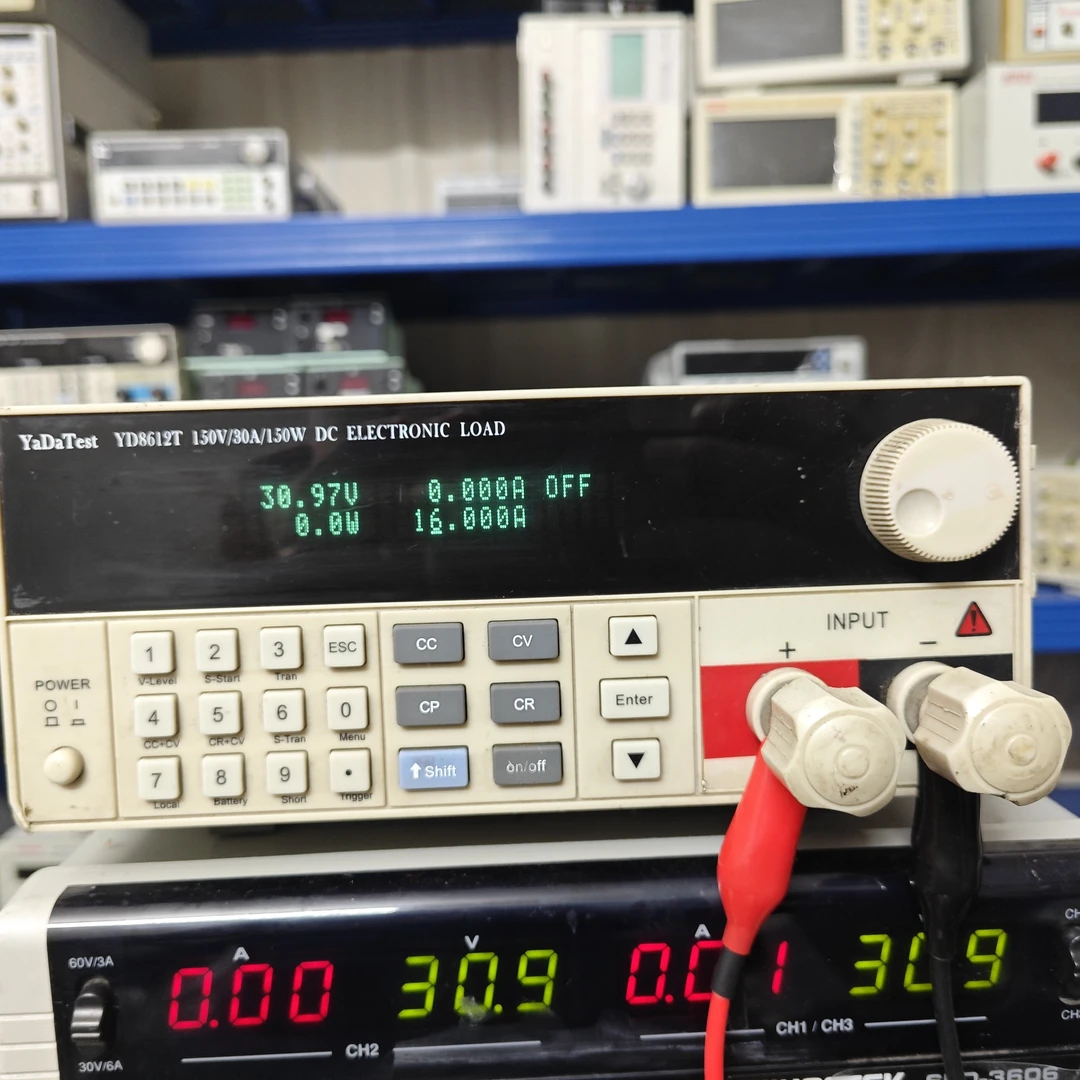 YaDaTest YD8612T 150V/30A/150W DC ELECTRONIC LOAD
30.97V 0.000A OFF
0.0W 16.000A
POWER
1 2 3 ESC
V-Level S-Start Tran
4 5 6 0
CC+CV CR+CV S-Tran Menu
7 8 9 .
Local Battery Short Trigger
CC CV
CP CR
Shift on/off
Enter
INPUT
+ -
60V/3A
30V/6A
A V A
0.00 30.9 0.01 30.9
CH2 CH1 / CH3
-3606